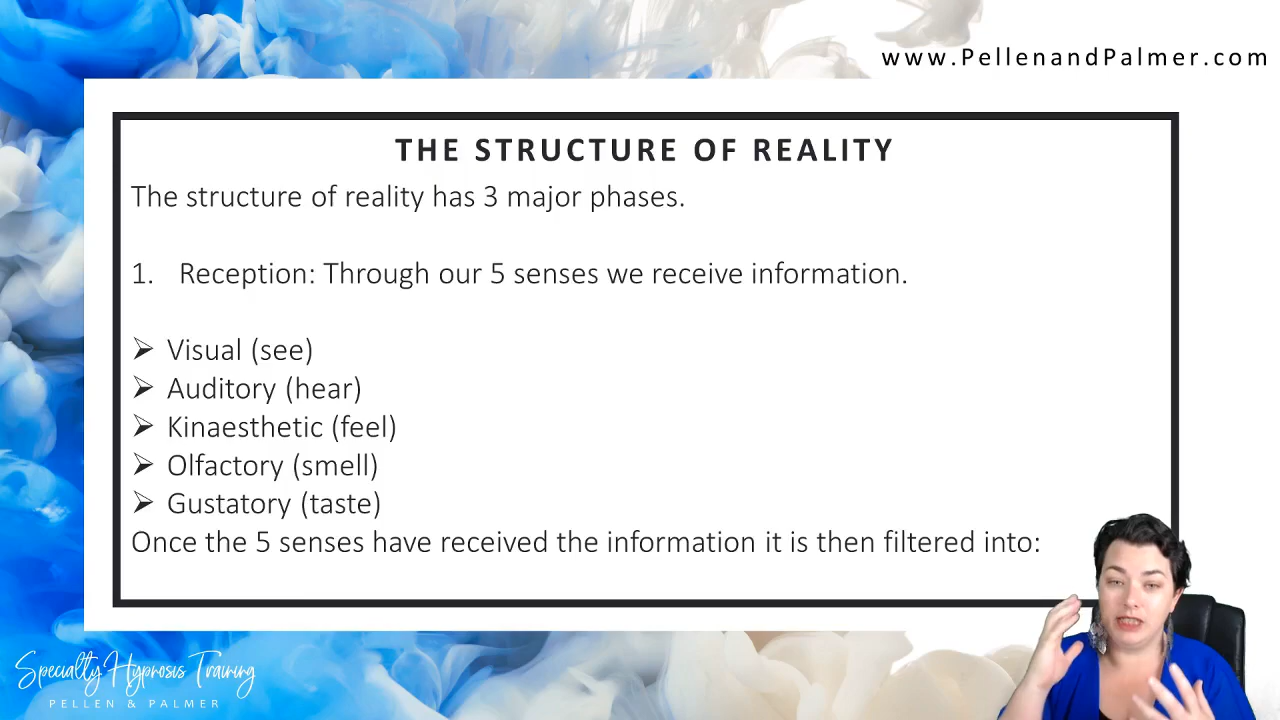 www.PellenandPalmer.com
THE STRUCTURE OF REALITY
The structure of reality has 3 major phases.
1. Reception: Through our 5 senses we receive information.
➢ Visual (see)
➢ Auditory (hear)
➢ Kinaesthetic (feel)
➢ Olfactory (smell)
➢ Gustatory (taste)
Once the 5 senses have received the information it is then filtered into:
Specialty Hypnosis Training
PELLEN & PALMER